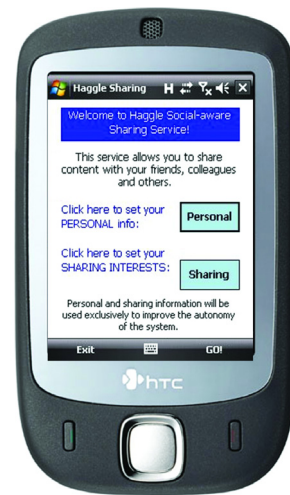 Haggle Sharing H
Welcome to Haggle Social-aware
Sharing Service!
This service allows you to share
content with your friends, colleagues
and others.
Click here to set your
PERSONAL info:
Personal
Click here to set your
SHARING INTERESTS:
Sharing
Personal and sharing information will be
used exclusively to improve the autonomy
of the system.
Exit GO!
hTC